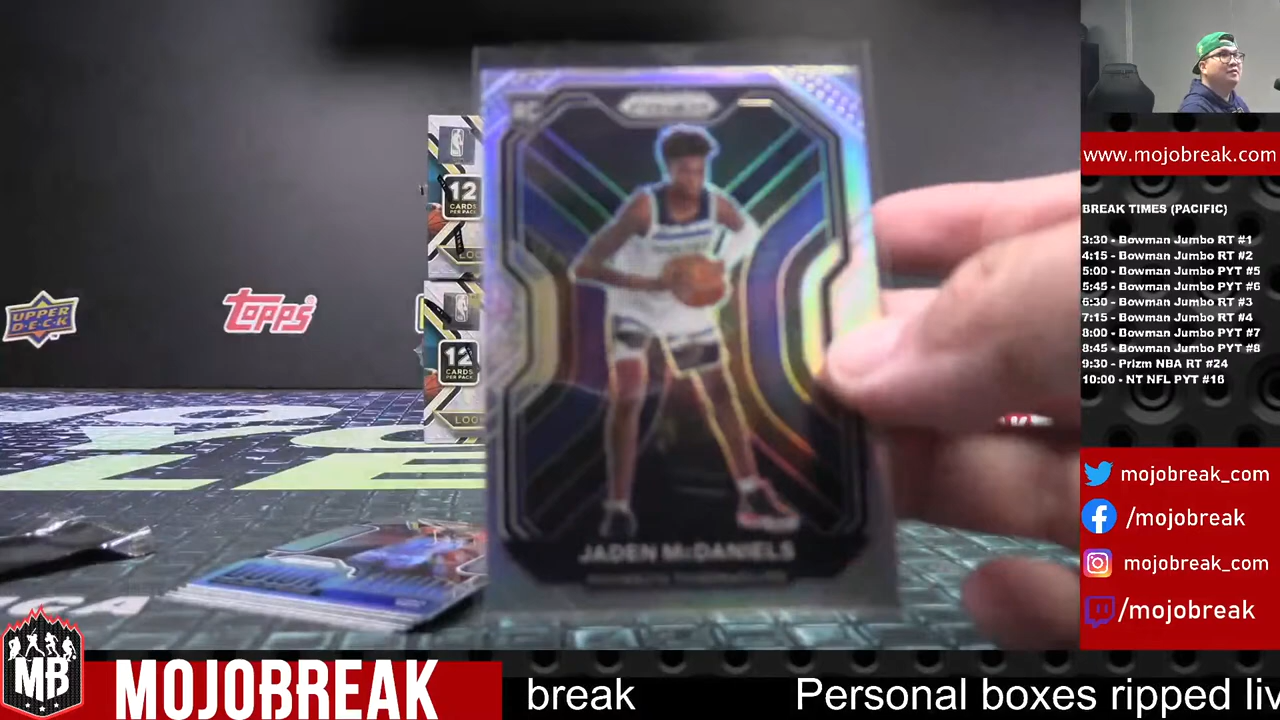 RC
PRIZM
JADEN McDANIELS
12
CARDS
PER PACK
LOO
12
CARDS
PER PACK
LOO
UPPER
DECK
TOPPS
MB
MOJOBREAK
break Personal boxes ripped liv
www.mojobreak.com
BREAK TIMES (PACIFIC)
3:30 - Bowman Jumbo RT #1
4:15 - Bowman Jumbo RT #2
5:00 - Bowman Jumbo PYT #5
5:45 - Bowman Jumbo PYT #6
6:30 - Bowman Jumbo RT #3
7:15 - Bowman Jumbo RT #4
8:00 - Bowman Jumbo PYT #7
8:45 - Bowman Jumbo PYT #8
9:30 - Prizm NBA RT #24
10:00 - NT NFL PYT #16
mojobreak_com
/mojobreak
mojobreak_com
/mojobreak